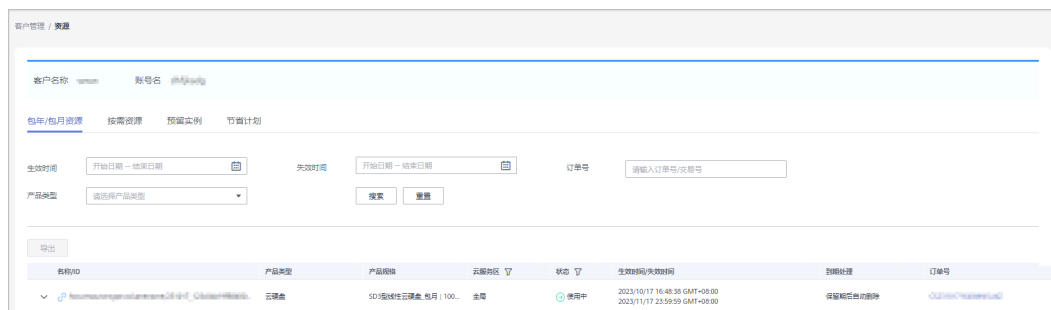 客户管理 / 资源
客户名称 账号名
包年/包月资源 按需资源 预留实例 节省计划
生效时间 开始日期 – 结束日期 失效时间 开始日期 – 结束日期 订单号 请输入订单号/交易号
产品类型 请选择产品类型 搜索 重置
导出
名称/ID 产品类型 产品规格 云服务区 状态 生效时间/失效时间 到期处理 订单号
云硬盘 SD3型线性云硬盘_包月 | 100... 全局 使用中 2023/10/17 16:48:38 GMT+08:00 保留期后自动删除
2023/11/17 23:59:59 GMT+08:00